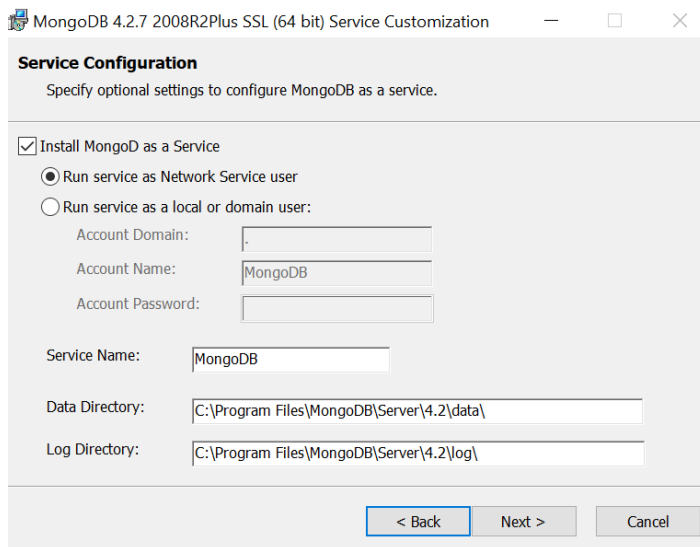 MongoDB 4.2.7 2008R2Plus SSL (64 bit) Service Customization
Service Configuration
Specify optional settings to configure MongoDB as a service.
Install MongoD as a Service
Run service as Network Service user
Run service as a local or domain user:
Account Domain: .
Account Name: MongoDB
Account Password:
Service Name: MongoDB
Data Directory: C:\Program Files\MongoDB\Server\4.2\data\
Log Directory: C:\Program Files\MongoDB\Server\4.2\log\
< Back Next > Cancel